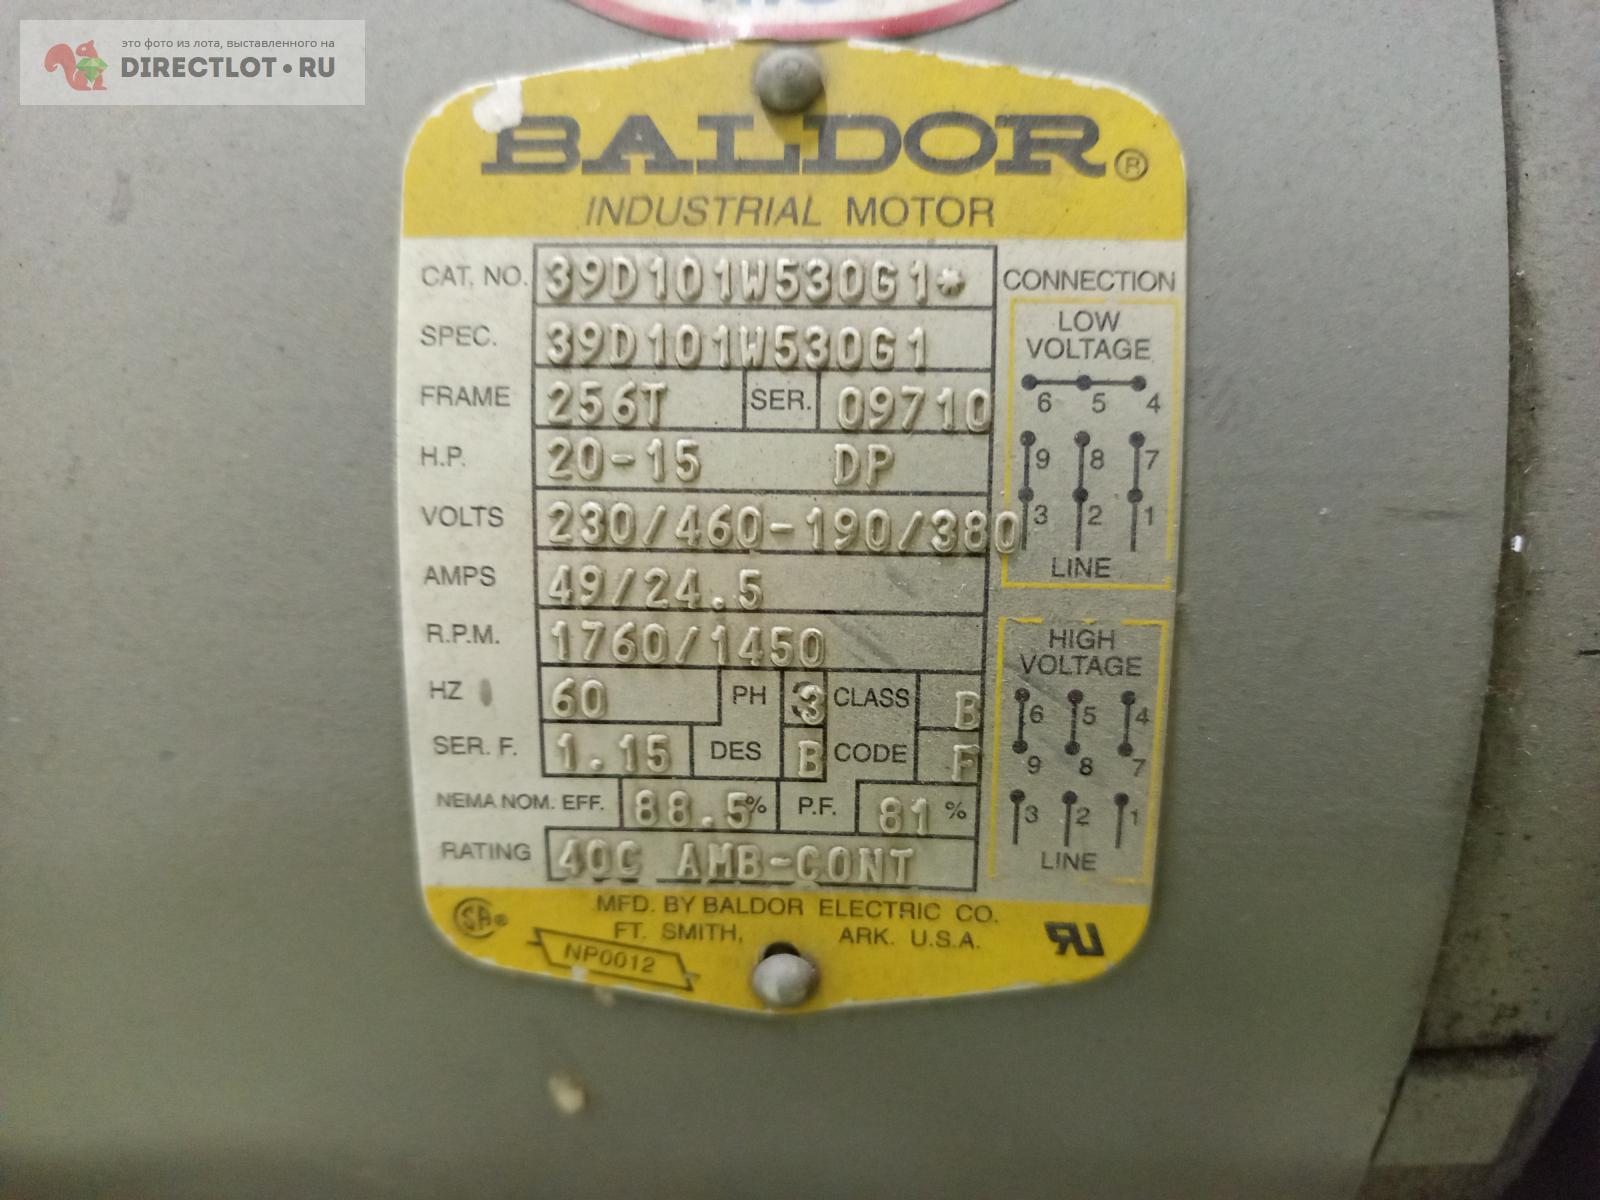 это фото из лота, выставленного на
DIRECTLOT•RU
BALDOR®
INDUSTRIAL MOTOR
CAT. NO. 39D101W530G1*
SPEC. 39D101W530G1
FRAME 256T SER. 09710
H.P. 20-15 DP
VOLTS 230/460-190/380
AMPS 49/24.5
R.P.M. 1760/1450
HZ 60 PH 3 CLASS B
SER. F. 1.15 DES B CODE F
NEMA NOM. EFF. 88.5% P.F. 81%
RATING 40C AMB-CONT
CONNECTION
LOW
VOLTAGE
6 5 4
9 8 7
3 2 1
LINE
HIGH
VOLTAGE
6 5 4
9 8 7
3 2 1
LINE
MFD. BY BALDOR ELECTRIC CO.
FT. SMITH, ARK. U.S.A.
NP0012